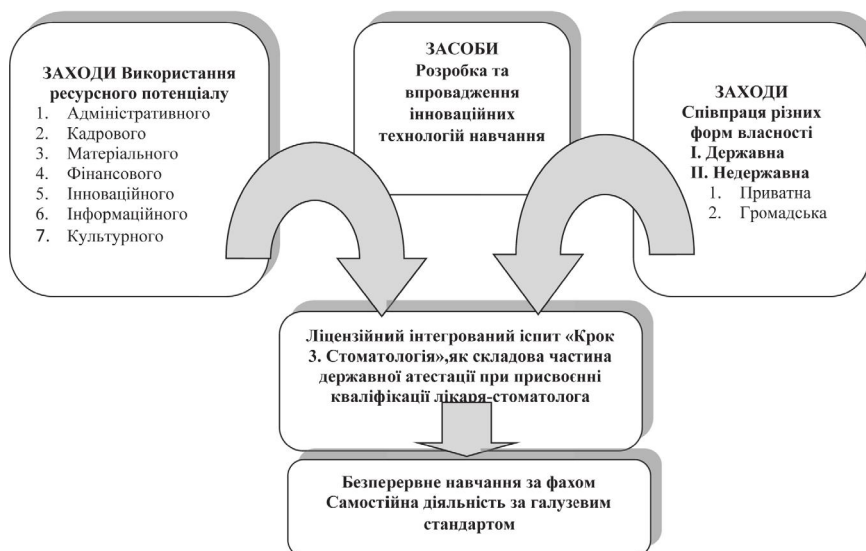 ЗАХОДИ Використання
ресурсного потенціалу
1. Адміністративного
2. Кадрового
3. Матеріального
4. Фінансового
5. Інноваційного
6. Інформаційного
7. Культурного
ЗАСОБИ
Розробка та
впровадження
інноваційних
технологій навчання
ЗАХОДИ
Співпраця різних
форм власності
I. Державна
II. Недержавна
1. Приватна
2. Громадська
Ліцензійний інтегрований іспит «Крок
3. Стоматологія»,як складова частина
державної атестації при присвоєнні
кваліфікації лікаря-стоматолога
Безперервне навчання за фахом
Самостійна діяльність за галузевим
стандартом